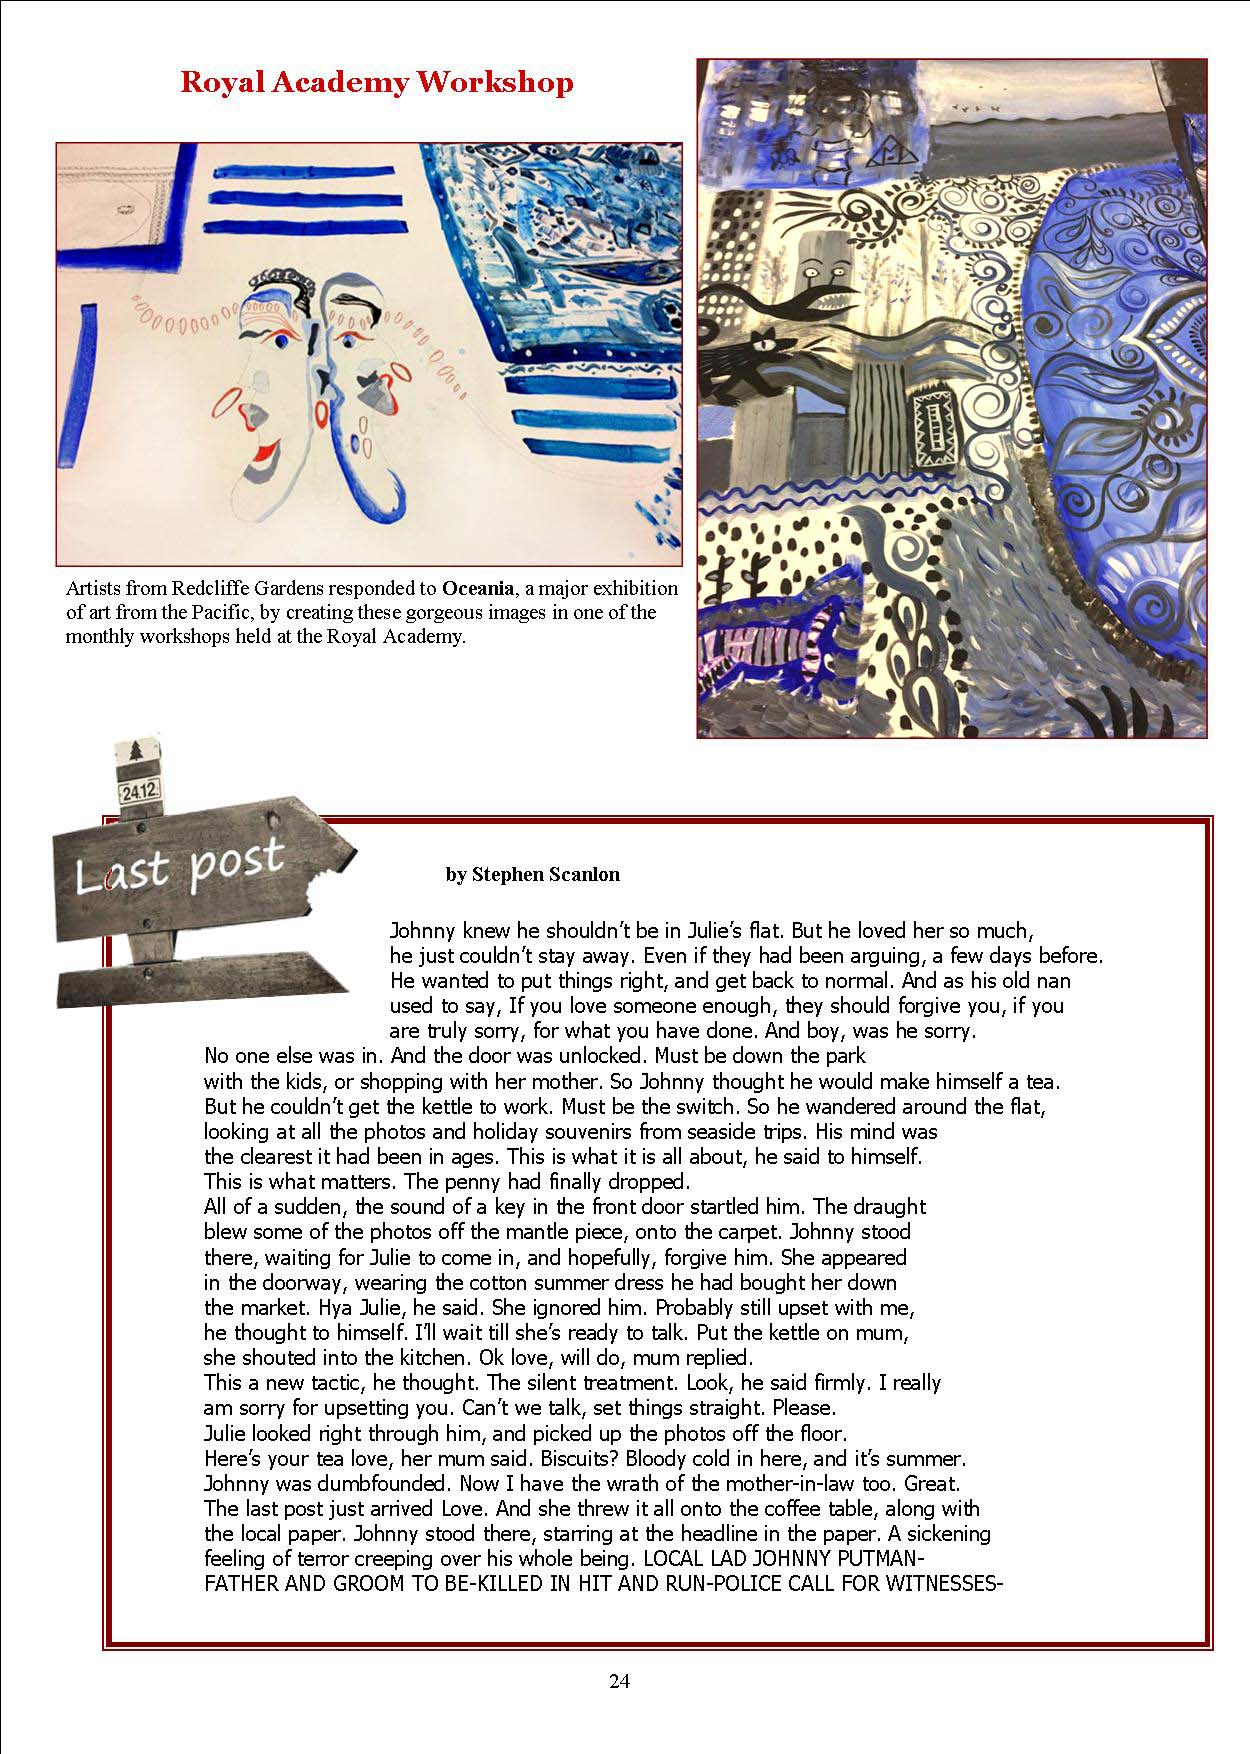 Royal Academy Workshop
Artists from Redcliffe Gardens responded to Oceania, a major exhibition
of art from the Pacific, by creating these gorgeous images in one of the
monthly workshops held at the Royal Academy.
24.12.
Last post
by Stephen Scanlon
Johnny knew he shouldn't be in Julie's flat. But he loved her so much,
he just couldn't stay away. Even if they had been arguing, a few days before.
He wanted to put things right, and get back to normal. And as his old nan
used to say, If you love someone enough, they should forgive you, if you
are truly sorry, for what you have done. And boy, was he sorry.
No one else was in. And the door was unlocked. Must be down the park
with the kids, or shopping with her mother. So Johnny thought he would make himself a tea.
But he couldn't get the kettle to work. Must be the switch. So he wandered around the flat,
looking at all the photos and holiday souvenirs from seaside trips. His mind was
the clearest it had been in ages. This is what it is all about, he said to himself.
This is what matters. The penny had finally dropped.
All of a sudden, the sound of a key in the front door startled him. The draught
blew some of the photos off the mantle piece, onto the carpet. Johnny stood
there, waiting for Julie to come in, and hopefully, forgive him. She appeared
in the doorway, wearing the cotton summer dress he had bought her down
the market. Hya Julie, he said. She ignored him. Probably still upset with me,
he thought to himself. I'll wait till she's ready to talk. Put the kettle on mum,
she shouted into the kitchen. Ok love, will do, mum replied.
This a new tactic, he thought. The silent treatment. Look, he said firmly. I really
am sorry for upsetting you. Can't we talk, set things straight. Please.
Julie looked right through him, and picked up the photos off the floor.
Here's your tea love, her mum said. Biscuits? Bloody cold in here, and it's summer.
Johnny was dumbfounded. Now I have the wrath of the mother-in-law too. Great.
The last post just arrived Love. And she threw it all onto the coffee table, along with
the local paper. Johnny stood there, starring at the headline in the paper. A sickening
feeling of terror creeping over his whole being. LOCAL LAD JOHNNY PUTMAN-
FATHER AND GROOM TO BE-KILLED IN HIT AND RUN-POLICE CALL FOR WITNESSES-
24